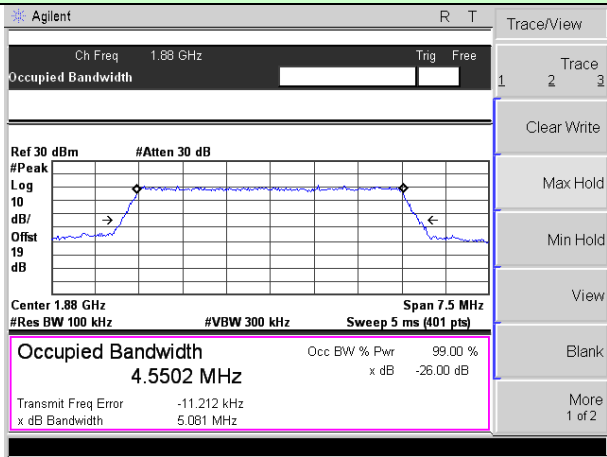 Agilent R T
Trace/View
Ch Freq 1.88 GHz Trig Free
Occupied Bandwidth
Trace
1 2 3
Clear Write
Max Hold
Min Hold
View
Blank
More
1 of 2
Ref 30 dBm #Atten 30 dB
#Peak
Log
10
dB/
Offst
19
dB
Center 1.88 GHz Span 7.5 MHz
#Res BW 100 kHz #VBW 300 kHz Sweep 5 ms (401 pts)
Occupied Bandwidth Occ BW % Pwr 99.00 %
4.5502 MHz x dB -26.00 dB
Transmit Freq Error -11.212 kHz
x dB Bandwidth 5.081 MHz